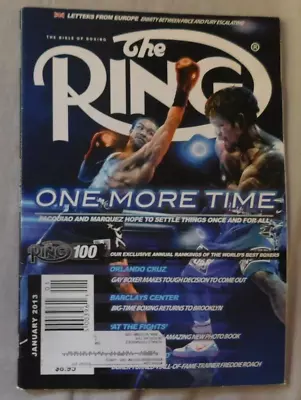 LETTERS FROM EUROPE ENMITY BETWEEN PRICE AND FURY ESCALATING
THE BIBLE OF BOXING
The
RING
®
ONE MORE TIME
PACQUIAO AND MARQUEZ HOPE TO SETTLE THINGS ONCE AND FOR ALL
RING 100
OUR EXCLUSIVE ANNUAL RANKINGS OF THE WORLD'S BEST BOXERS
ORLANDO CRUZ
GAY BOXER MAKES TOUGH DECISION TO COME OUT
BARCLAYS CENTER
BIG-TIME BOXING RETURNS TO BROOKLYN
'AT THE FIGHTS'
AMAZING NEW PHOTO BOOK
HALL-OF-FAME-TRAINER FREDDIE ROACH
JANUARY 2013